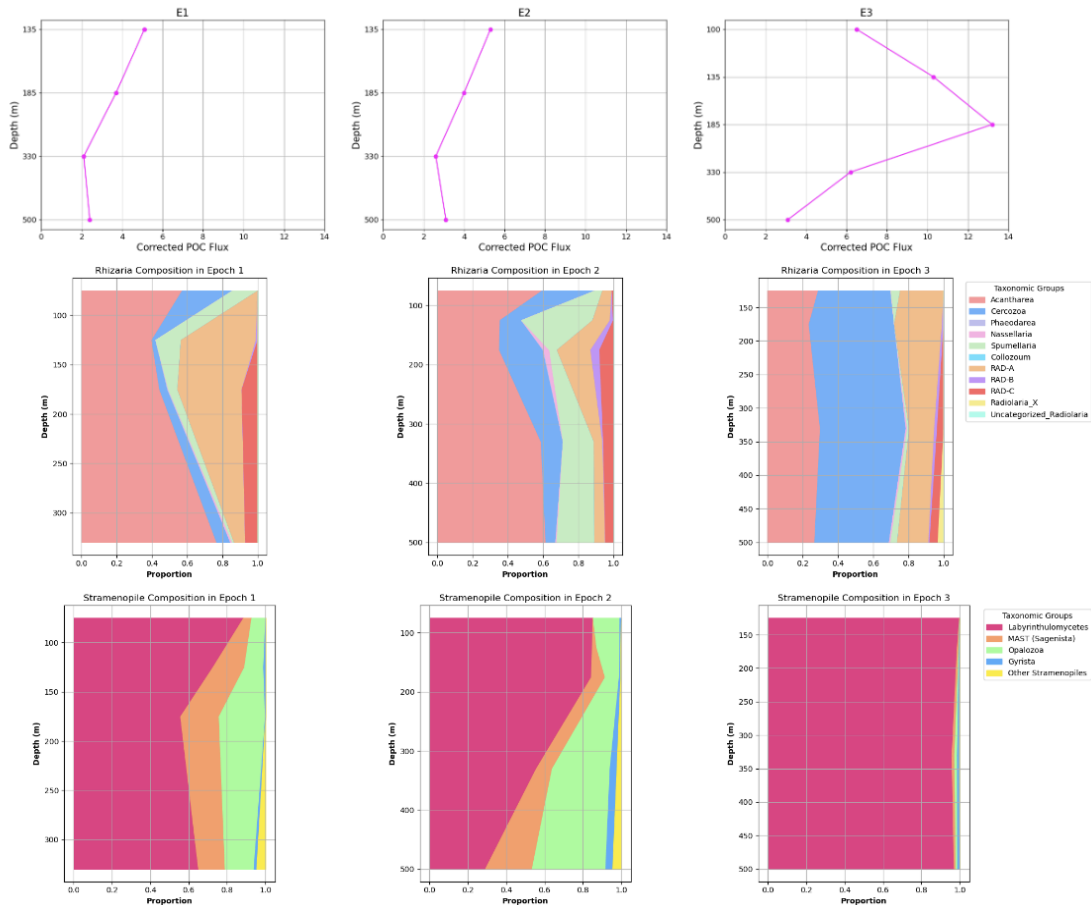 E1
E2
E3
135
185
330
500
Depth (m)
0 2 4 6 8 10 12 14
Corrected POC Flux
135
185
330
500
Depth (m)
0 2 4 6 8 10 12 14
Corrected POC Flux
100
135
185
330
500
Depth (m)
0 2 4 6 8 10 12 14
Corrected POC Flux
Rhizaria Composition in Epoch 1
100
150
200
250
300
Depth (m)
0.0 0.2 0.4 0.6 0.8 1.0
Proportion
Rhizaria Composition in Epoch 2
100
200
300
400
500
Depth (m)
0.0 0.2 0.4 0.6 0.8 1.0
Proportion
Rhizaria Composition in Epoch 3
150
200
250
300
350
400
450
500
Depth (m)
0.0 0.2 0.4 0.6 0.8 1.0
Proportion
Taxonomic Groups
Acantharea
Cercozoa
Phaeodarea
Nassellaria
Spumellaria
Collozoum
RAD-A
RAD-B
RAD-C
Radiolaria_X
Uncategorized_Radiolaria
Stramenopile Composition in Epoch 1
100
150
200
250
300
Depth (m)
0.0 0.2 0.4 0.6 0.8 1.0
Proportion
Stramenopile Composition in Epoch 2
100
200
300
400
500
Depth (m)
0.0 0.2 0.4 0.6 0.8 1.0
Proportion
Stramenopile Composition in Epoch 3
150
200
250
300
350
400
450
500
Depth (m)
0.0 0.2 0.4 0.6 0.8 1.0
Proportion
Taxonomic Groups
Labyrinthulomycetes
MAST (Sagenista)
Opalozoa
Gyrista
Other Stramenopiles